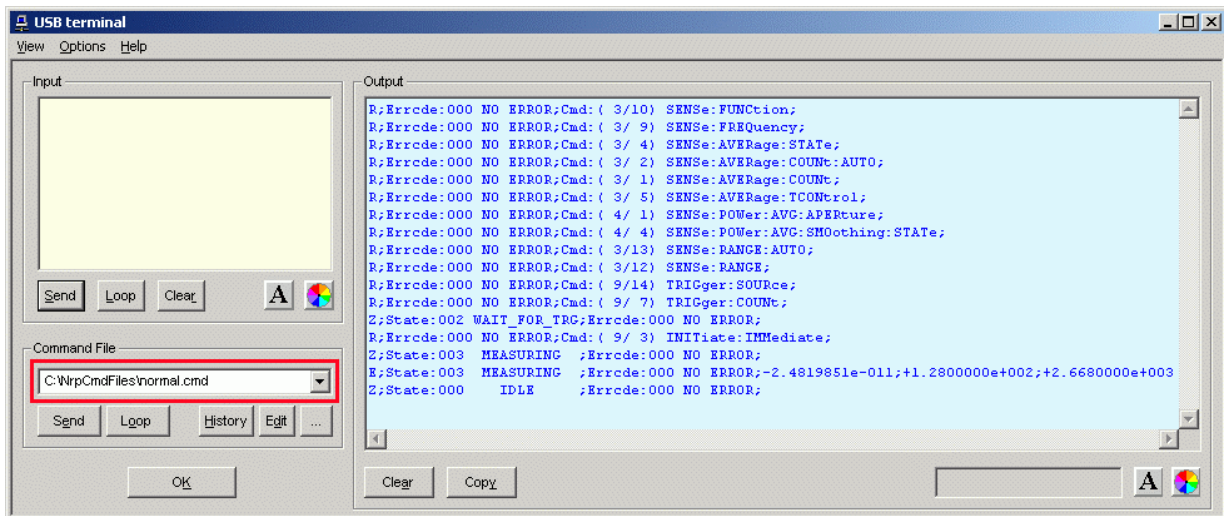 USB terminal
View Options Help
Input
Send Loop Clear A
Command File
C:\NrpCmdFiles\normal.cmd
Send Loop History Edit ...
OK
Output
R;Errcde:000 NO ERROR;Cmd:( 3/10) SENSe:FUNCtion;
R;Errcde:000 NO ERROR;Cmd:( 3/ 9) SENSe:FREQuency;
R;Errcde:000 NO ERROR;Cmd:( 3/ 4) SENSe:AVERage:STATe;
R;Errcde:000 NO ERROR;Cmd:( 3/ 2) SENSe:AVERage:COUNt:AUTO;
R;Errcde:000 NO ERROR;Cmd:( 3/ 1) SENSe:AVERage:COUNt;
R;Errcde:000 NO ERROR;Cmd:( 3/ 5) SENSe:AVERage:TCONtrol;
R;Errcde:000 NO ERROR;Cmd:( 4/ 1) SENSe:POWer:AVG:APERture;
R;Errcde:000 NO ERROR;Cmd:( 4/ 4) SENSe:POWer:AVG:SMOothing:STATe;
R;Errcde:000 NO ERROR;Cmd:( 3/13) SENSe:RANGE:AUTO;
R;Errcde:000 NO ERROR;Cmd:( 3/12) SENSe:RANGE;
R;Errcde:000 NO ERROR;Cmd:( 9/14) TRIGger:SOURce;
R;Errcde:000 NO ERROR;Cmd:( 9/ 7) TRIGger:COUNt;
Z;State:002 WAIT_FOR_TRG;Errcde:000 NO ERROR;
R;Errcde:000 NO ERROR;Cmd:( 9/ 3) INITiate:IMMediate;
Z;State:003  MEASURING  ;Errcde:000 NO ERROR;
E;State:003  MEASURING  ;Errcde:000 NO ERROR;-2.4819851e-011;+1.2800000e+002;+2.6680000e+003
Z;State:000    IDLE     ;Errcde:000 NO ERROR;
Clear Copy A